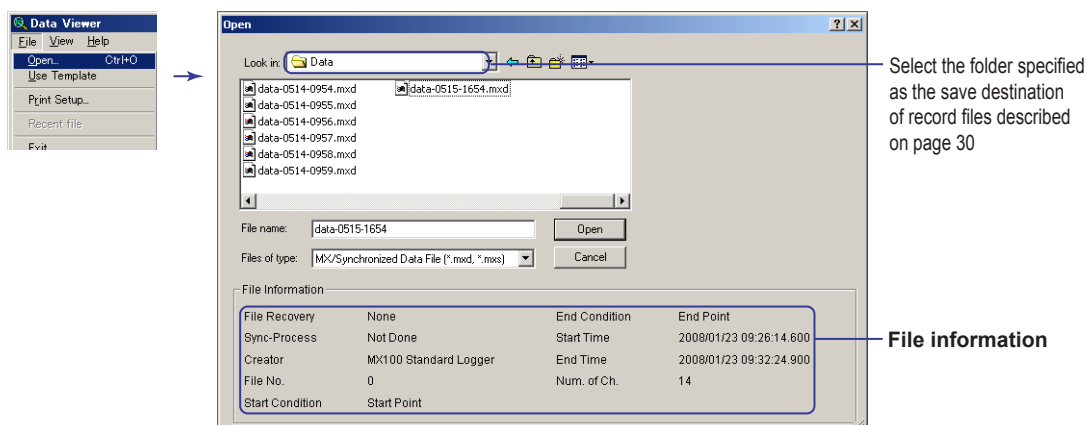 Data Viewer
File View Help
Open... Ctrl+O
Use Template
Print Setup...
Recent file
Exit
Open
Look in: Data
data-0514-0954.mxd data-0515-1654.mxd
data-0514-0955.mxd
data-0514-0956.mxd
data-0514-0957.mxd
data-0514-0958.mxd
data-0514-0959.mxd
File name: data-0515-1654 Open
Files of type: MX/Synchronized Data File (*.mxd, *.mxs) Cancel
File Information
File Recovery None End Condition End Point
Sync-Process Not Done Start Time 2008/01/23 09:26:14.600
Creator MX100 Standard Logger End Time 2008/01/23 09:32:24.900
File No. 0 Num. of Ch. 14
Start Condition Start Point
Select the folder specified
as the save destination
of record files described
on page 30
File information